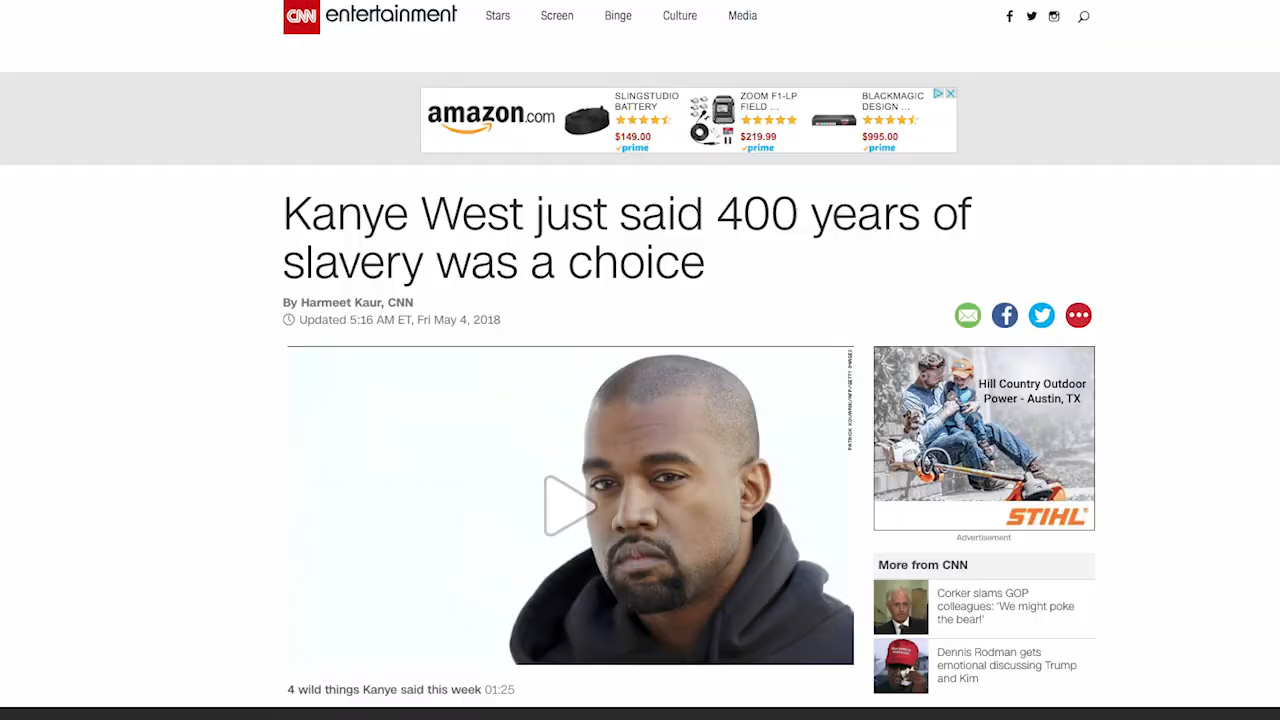 CNN entertainment Stars Screen Binge Culture Media
amazon.com
SLINGSTUDIO
BATTERY
$149.00
prime
ZOOM F1-LP
FIELD ...
$219.99
prime
BLACKMAGIC
DESIGN ...
$995.00
prime
Kanye West just said 400 years of
slavery was a choice
By Harmeet Kaur, CNN
Updated 5:16 AM ET, Fri May 4, 2018
Hill Country Outdoor
Power - Austin, TX
STIHL®
Advertisement
More from CNN
Corker slams GOP
colleagues: 'We might poke
the bear!'
Dennis Rodman gets
emotional discussing Trump
and Kim
4 wild things Kanye said this week 01:25